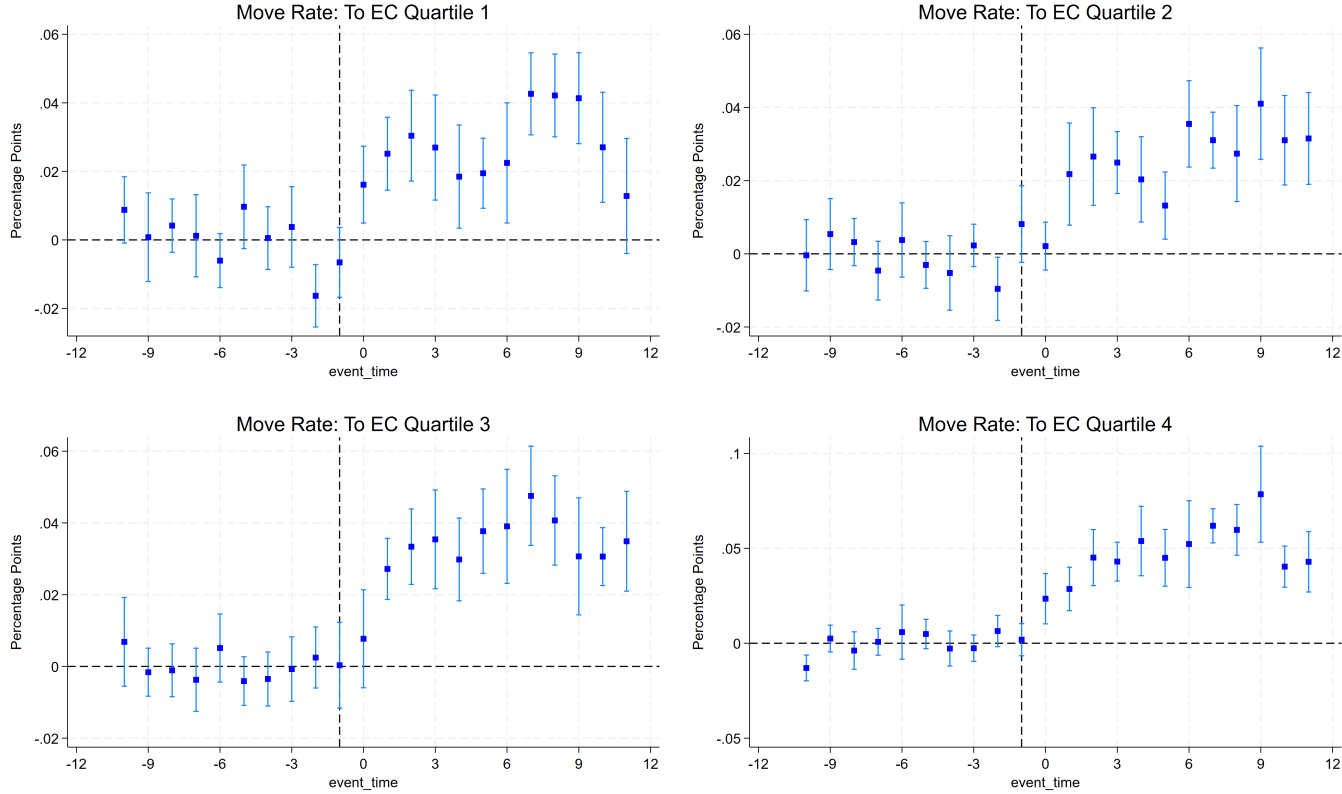 Move Rate: To EC Quartile 1
Percentage Points
.06
.04
.02
0
-.02
-12 -9 -6 -3 0 3 6 9 12
event_time
Move Rate: To EC Quartile 2
Percentage Points
.06
.04
.02
0
-.02
-12 -9 -6 -3 0 3 6 9 12
event_time
Move Rate: To EC Quartile 3
Percentage Points
.06
.04
.02
0
-.02
-12 -9 -6 -3 0 3 6 9 12
event_time
Move Rate: To EC Quartile 4
Percentage Points
.1
.05
0
-.05
-12 -9 -6 -3 0 3 6 9 12
event_time